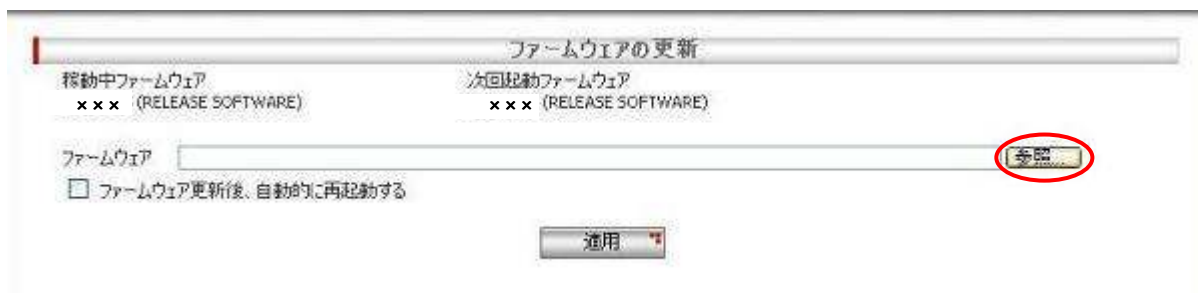 ファームウェアの更新
稼動中ファームウェア 次回起動ファームウェア
××× (RELEASE SOFTWARE) ××× (RELEASE SOFTWARE)
ファームウェア 参照...
ファームウェア更新後、自動的に再起動する
適用